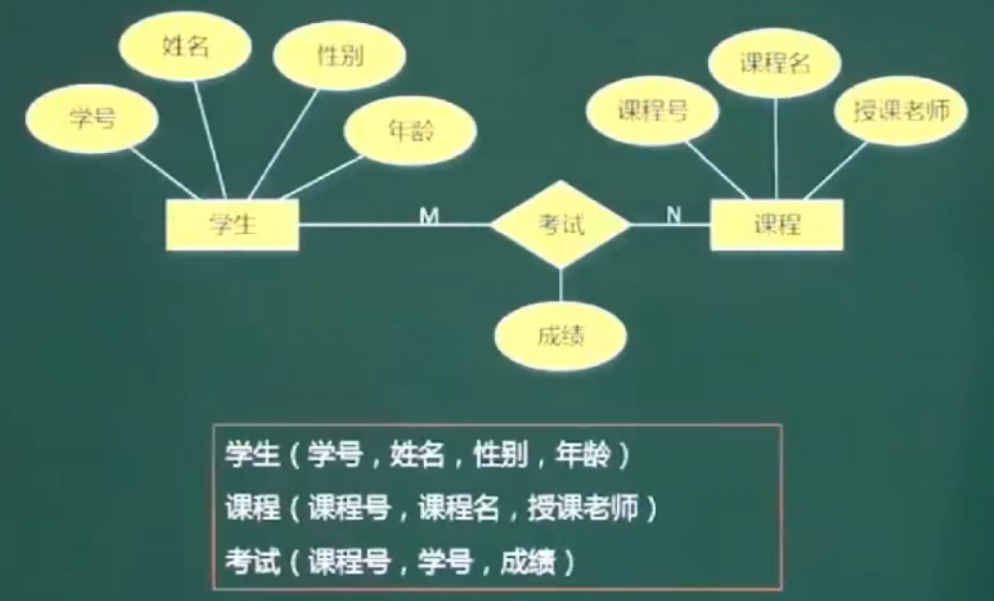 姓名
性别
学号
年龄
课程名
课程号
授课老师
学生
M
考试
N
课程
成绩
学生（学号，姓名，性别，年龄）
课程（课程号，课程名，授课老师）
考试（课程号，学号，成绩）